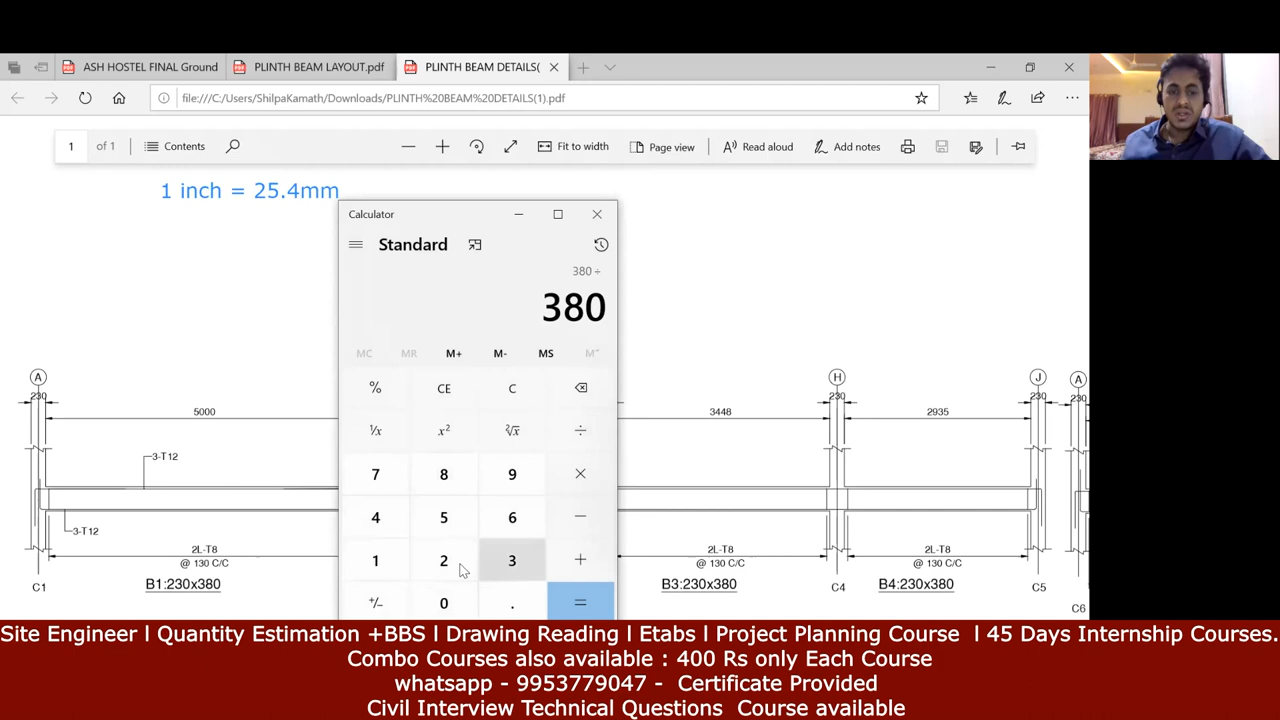 ASH HOSTEL FINAL Ground
PLINTH BEAM LAYOUT.pdf
PLINTH BEAM DETAILS(
file:///C:/Users/ShilpaKamath/Downloads/PLINTH%20BEAM%20DETAILS(1).pdf
1 of 1
Contents
Fit to width
Page view
Read aloud
Add notes
1 inch = 25.4mm
Calculator
Standard
380 ÷
380
MC MR M+ M- MS M˅
% CE C
¹/x x² ²√x ÷
7 8 9 ×
4 5 6 −
1 2 3 +
+/- 0 . =
A H J A
230 230 230 230
5000 3448 2935
3-T12
3-T12
2L-T8 2L-T8 2L-T8
@ 130 C/C @ 130 C/C @ 130 C/C
C1 B1:230x380 B3:230x380 C4 B4:230x380 C5
C6
Site Engineer l Quantity Estimation +BBS l Drawing Reading l Etabs l Project Planning Course l 45 Days Internship Courses.
Combo Courses also available : 400 Rs only Each Course
whatsapp - 9953779047 - Certificate Provided
Civil Interview Technical Questions Course available